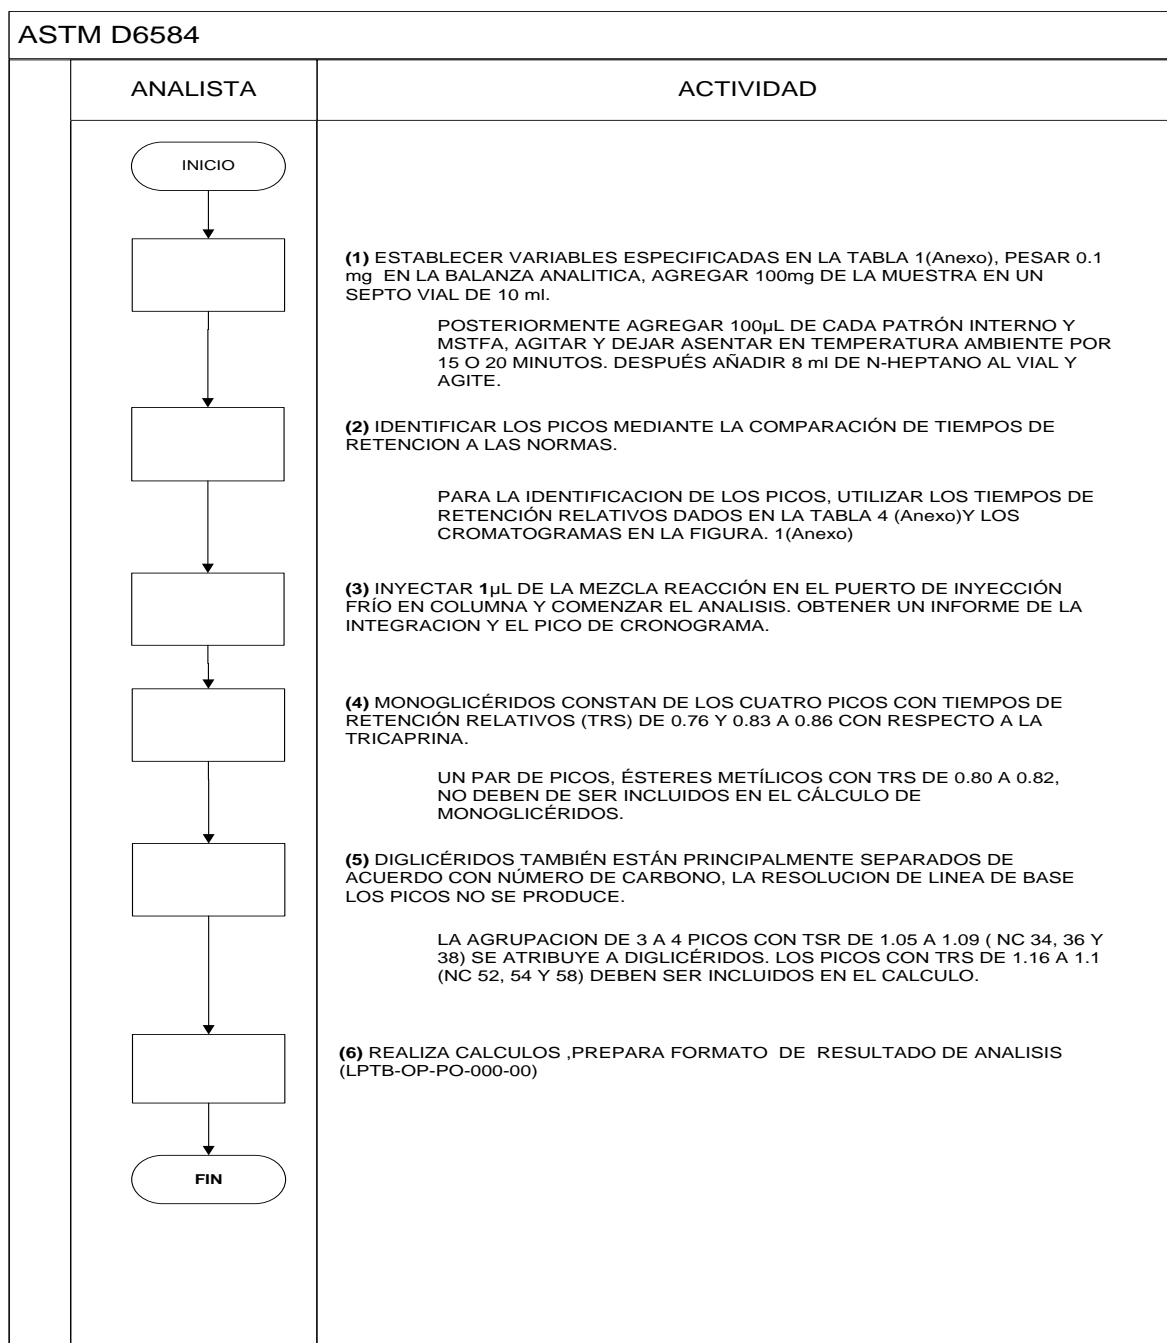 ASTM D6584
ANALISTA
ACTIVIDAD
INICIO
(1) ESTABLECER VARIABLES ESPECIFICADAS EN LA TABLA 1(Anexo), PESAR 0.1
mg EN LA BALANZA ANALITICA, AGREGAR 100mg DE LA MUESTRA EN UN
SEPTO VIAL DE 10 ml.
POSTERIORMENTE AGREGAR 100µL DE CADA PATRÓN INTERNO Y
MSTFA, AGITAR Y DEJAR ASENTAR EN TEMPERATURA AMBIENTE POR
15 O 20 MINUTOS. DESPUÉS AÑADIR 8 ml DE N-HEPTANO AL VIAL Y
AGITE.
(2) IDENTIFICAR LOS PICOS MEDIANTE LA COMPARACIÓN DE TIEMPOS DE
RETENCION A LAS NORMAS.
PARA LA IDENTIFICACION DE LOS PICOS, UTILIZAR LOS TIEMPOS DE
RETENCIÓN RELATIVOS DADOS EN LA TABLA 4 (Anexo)Y LOS
CROMATOGRAMAS EN LA FIGURA. 1(Anexo)
(3) INYECTAR 1µL DE LA MEZCLA REACCIÓN EN EL PUERTO DE INYECCIÓN
FRÍO EN COLUMNA Y COMENZAR EL ANALISIS. OBTENER UN INFORME DE LA
INTEGRACION Y EL PICO DE CRONOGRAMA.
(4) MONOGLICÉRIDOS CONSTAN DE LOS CUATRO PICOS CON TIEMPOS DE
RETENCIÓN RELATIVOS (TRS) DE 0.76 Y 0.83 A 0.86 CON RESPECTO A LA
TRICAPRINA.
UN PAR DE PICOS, ÉSTERES METÍLICOS CON TRS DE 0.80 A 0.82,
NO DEBEN DE SER INCLUIDOS EN EL CÁLCULO DE
MONOGLICÉRIDOS.
(5) DIGLICÉRIDOS TAMBIÉN ESTÁN PRINCIPALMENTE SEPARADOS DE
ACUERDO CON NÚMERO DE CARBONO, LA RESOLUCION DE LINEA DE BASE
LOS PICOS NO SE PRODUCE.
LA AGRUPACION DE 3 A 4 PICOS CON TSR DE 1.05 A 1.09 ( NC 34, 36 Y
38) SE ATRIBUYE A DIGLICÉRIDOS. LOS PICOS CON TRS DE 1.16 A 1.1
(NC 52, 54 Y 58) DEBEN SER INCLUIDOS EN EL CALCULO.
(6) REALIZA CALCULOS ,PREPARA FORMATO DE RESULTADO DE ANALISIS
(LPTB-OP-PO-000-00)
FIN